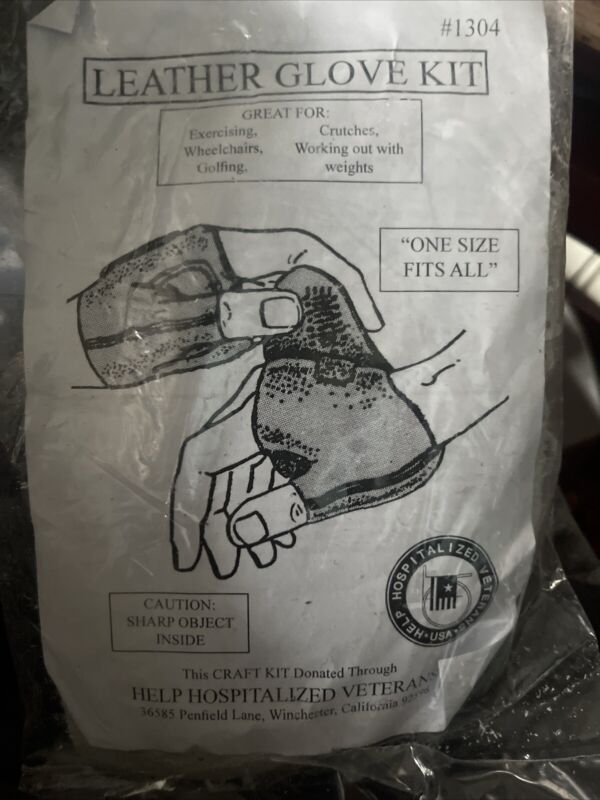 #1304
LEATHER GLOVE KIT
GREAT FOR:
Exercising, Crutches,
Wheelchairs, Working out with
Golfing, weights
“ONE SIZE
FITS ALL”
HELP HOSPITALIZED VETERANS
•USA•
CAUTION:
SHARP OBJECT
INSIDE
This CRAFT KIT Donated Through
HELP HOSPITALIZED VETERANS
36585 Penfield Lane, Winchester, California